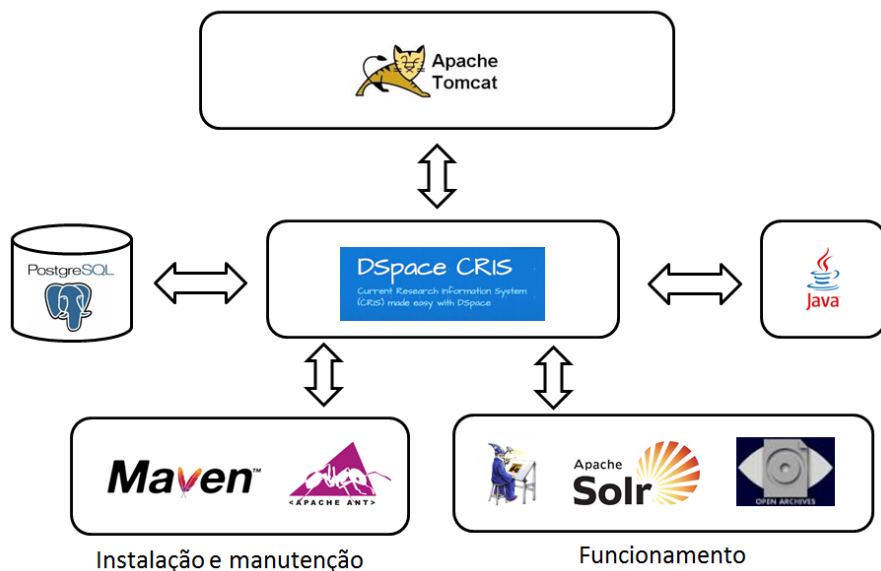 Apache
Tomcat
PostgreSQL
DSpace CRIS
Current Research Information System
(CRIS) made easy with DSpace
Java
Maven™
<APACHE ANT>
Apache
Solr
OPEN ARCHIVES
Instalação e manutenção
Funcionamento